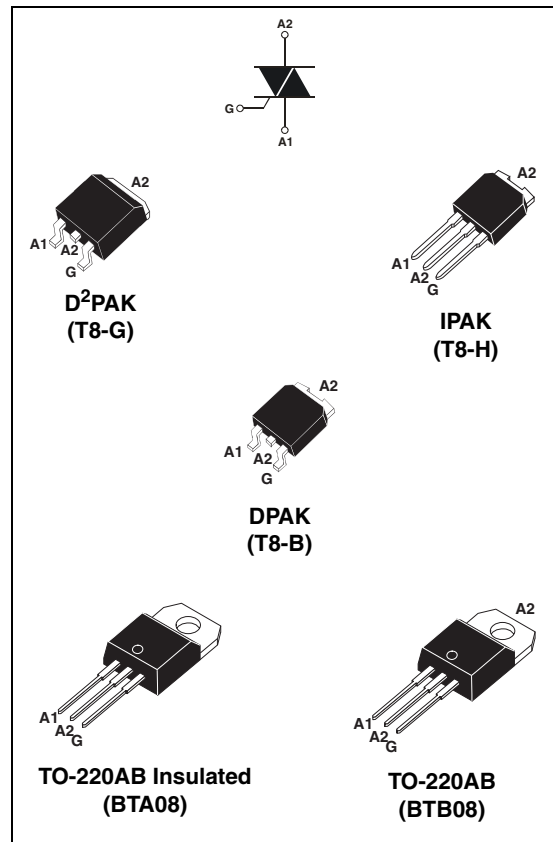 A2
G
A1
A2
A1
A2
G
D²PAK
(T8-G)
A2
A1
A2
G
IPAK
(T8-H)
A2
A1
A2
G
DPAK
(T8-B)
A1
A2
G
TO-220AB Insulated
(BTA08)
A2
A1
A2
G
TO-220AB
(BTB08)